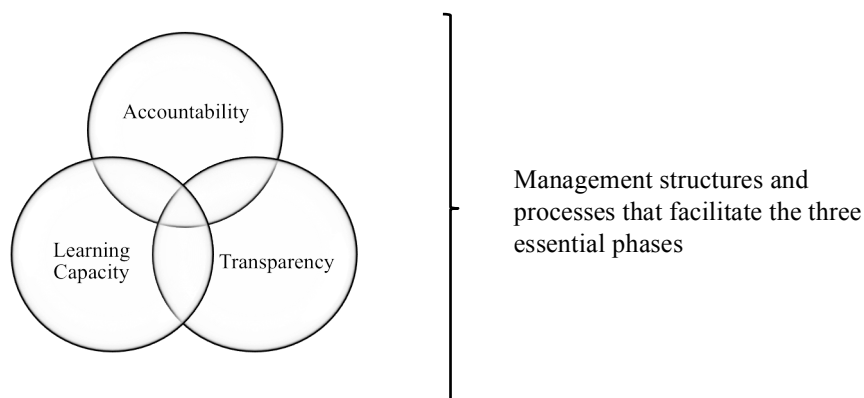 Accountability
Learning
Capacity
Transparency
Management structures and
processes that facilitate the three
essential phases